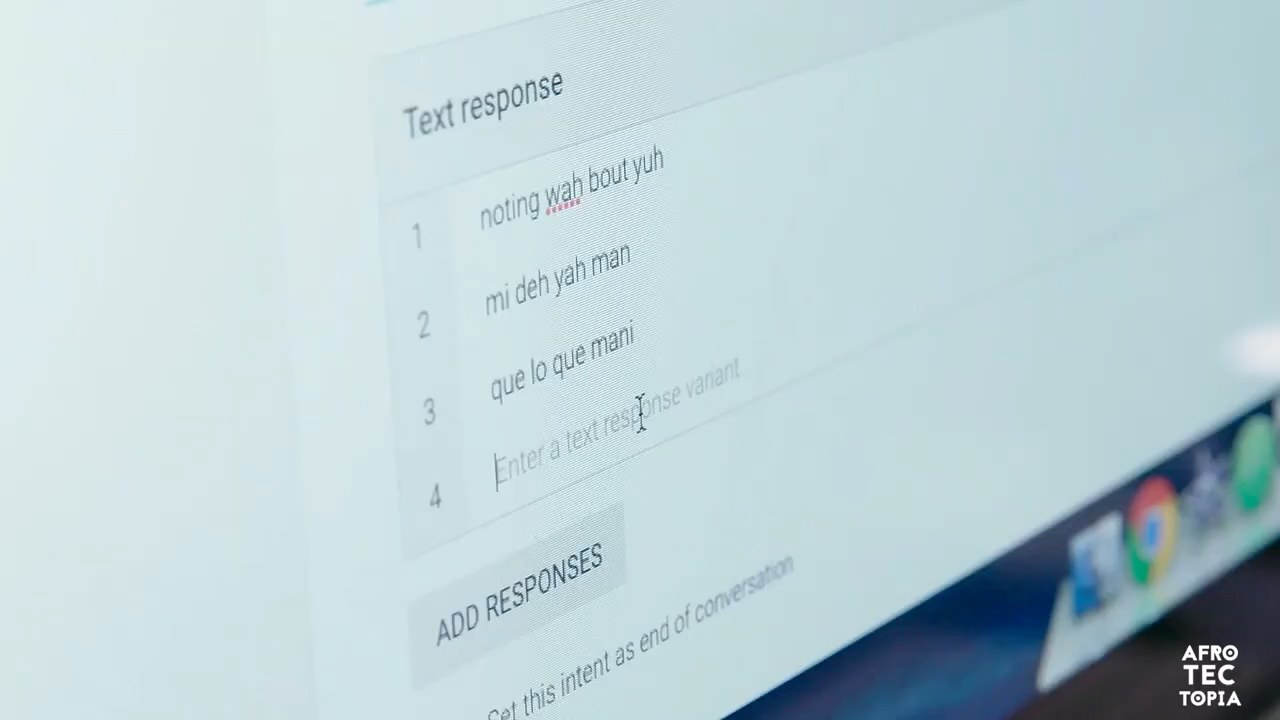 Text response
1 noting wah bout yuh
2 mi deh yah man
3 que lo que mani
4 Enter a text response variant
ADD RESPONSES
Set this intent as end of conversation
AFRO
TEC
TOPIA